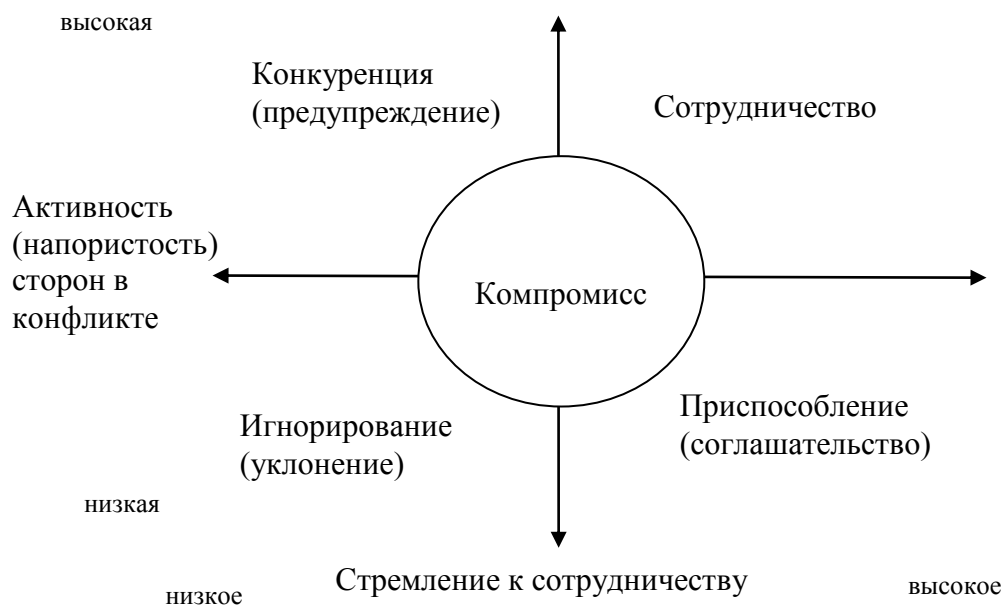 высокая
Конкуренция
(предупреждение)
Сотрудничество
Активность
(напористость)
сторон в
конфликте
Компромисс
Игнорирование
(уклонение)
Приспособление
(соглашательство)
низкая
низкое
Стремление к сотрудничеству
высокое